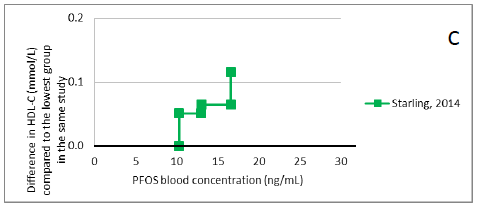 Difference in HDL-C (mmol/L)
compared to the lowest group
in the same study
0.2
0.1
0.0
0 5 10 15 20 25 30
PFOS blood concentration (ng/mL)
C
Starling, 2014